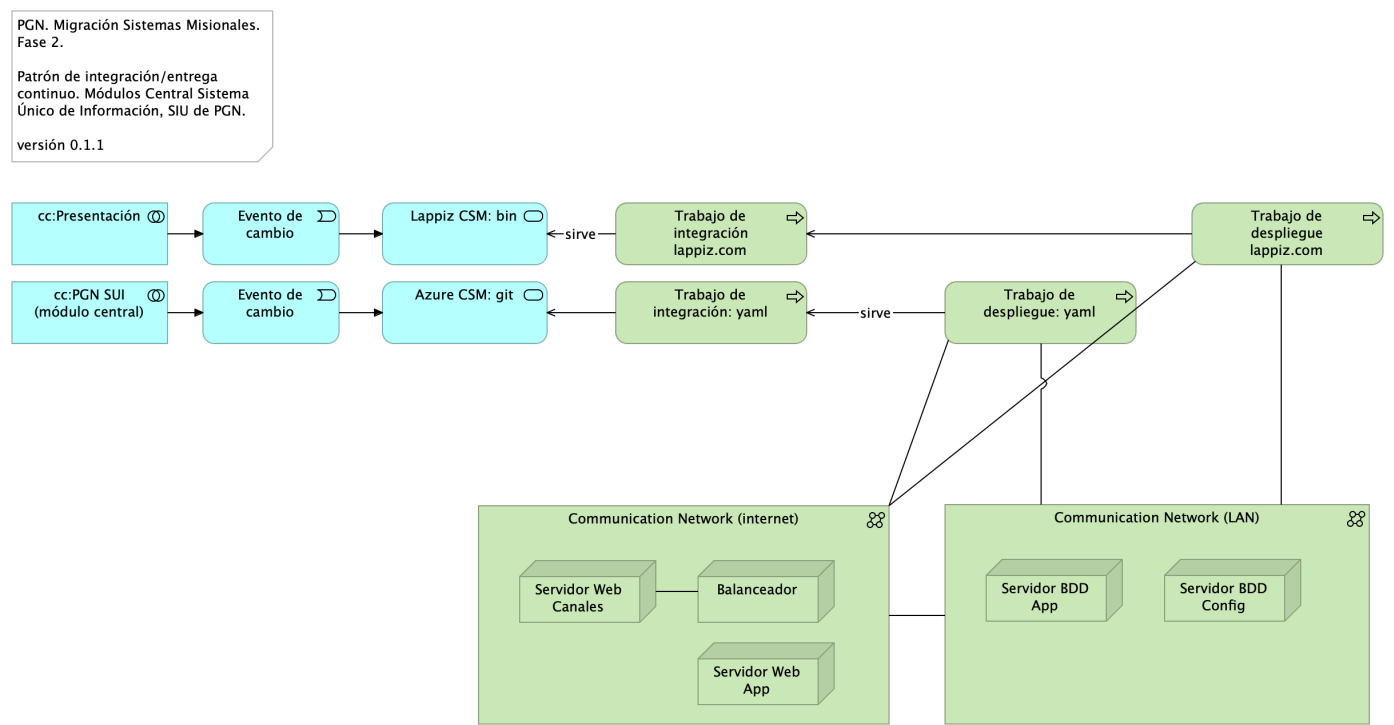 PGN. Migración Sistemas Misionales.
Fase 2.
Patrón de integración/entrega
continuo. Módulos Central Sistema
Único de Información, SIU de PGN.
versión 0.1.1
cc:Presentación
Evento de
cambio
Lappiz CSM: bin
sirve
Trabajo de
integración
lappiz.com
Trabajo de
despliegue
lappiz.com
cc:PGN SUI
(módulo central)
Evento de
cambio
Azure CSM: git
Trabajo de
integración: yaml
sirve
Trabajo de
despliegue: yaml
Communication Network (internet)
Servidor Web
Canales
Balanceador
Servidor Web
App
Communication Network (LAN)
Servidor BDD
App
Servidor BDD
Config